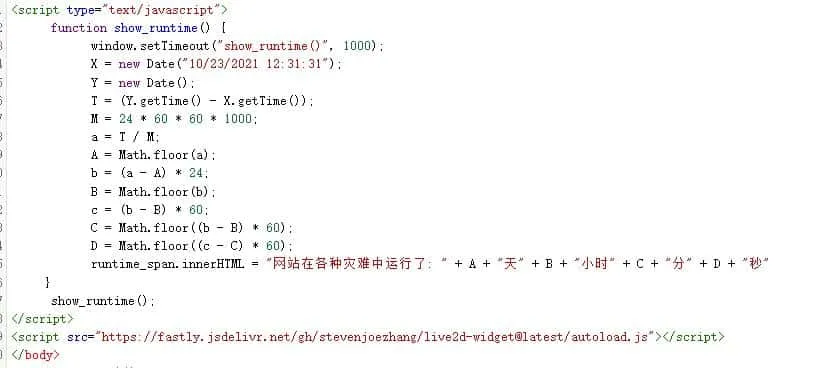 <script type="text/javascript">
function show_runtime() {
window.setTimeout("show_runtime()", 1000);
X = new Date("10/23/2021 12:31:31");
Y = new Date();
T = (Y.getTime() - X.getTime());
M = 24 * 60 * 60 * 1000;
a = T / M;
A = Math.floor(a);
b = (a - A) * 24;
B = Math.floor(b);
c = (b - B) * 60;
C = Math.floor((b - B) * 60);
D = Math.floor((c - C) * 60);
runtime_span.innerHTML = "网站在各种灾难中运行了: " + A + "天" + B + "小时" + C + "分" + D + "秒"
}
show_runtime();
</script>
<script src="https://fastly.jsdelivr.net/gh/stevenjoezhang/live2d-widget@latest/autoload.js"></script>
</body>